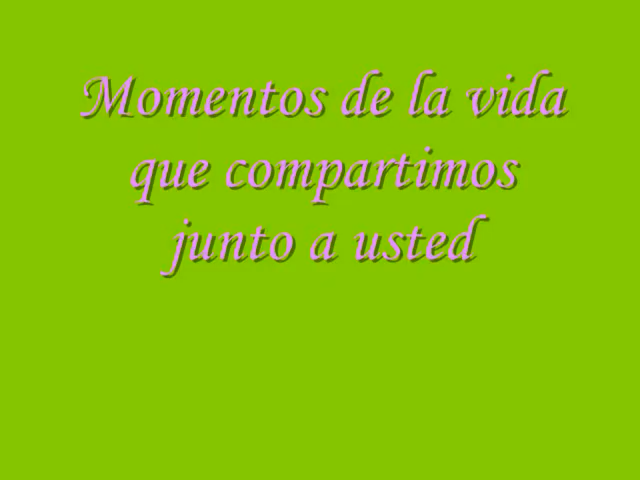 Momentos de la vida
que compartimos
junto a usted